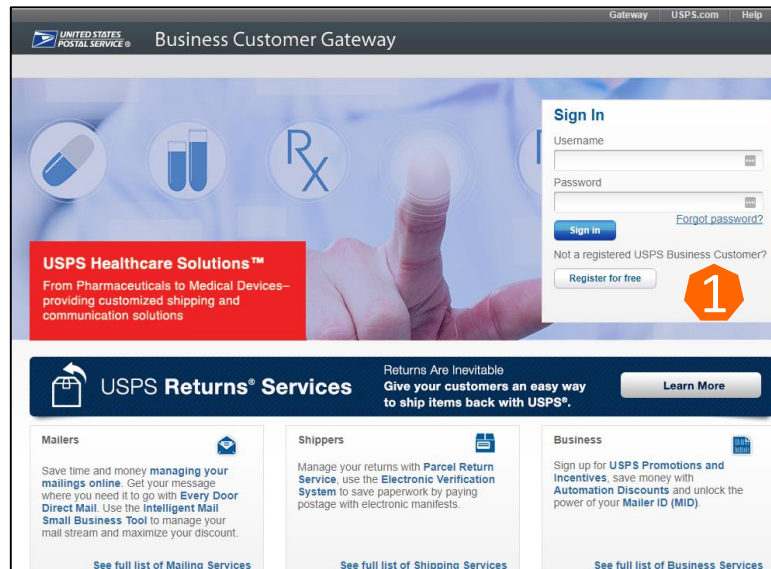 Gateway USPS.com Help
UNITED STATES
POSTAL SERVICE ®
Business Customer Gateway
Rx
Sign In
Username
Password
Forgot password?
Sign in
Not a registered USPS Business Customer?
Register for free
1
USPS Healthcare Solutions™
From Pharmaceuticals to Medical Devices–
providing customized shipping and
communication solutions
USPS Returns® Services
Returns Are Inevitable
Give your customers an easy way
to ship items back with USPS®.
Learn More
Mailers
Save time and money managing your
mailings online. Get your message
where you need it to go with Every Door
Direct Mail. Use the Intelligent Mail
Small Business Tool to manage your
mail stream and maximize your discount.
See full list of Mailing Services
Shippers
Manage your returns with Parcel Return
Service, use the Electronic Verification
System to save paperwork by paying
postage with electronic manifests.
See full list of Shipping Services
Business
Sign up for USPS Promotions and
Incentives, save money with
Automation Discounts and unlock the
power of your Mailer ID (MID).
See full list of Business Services